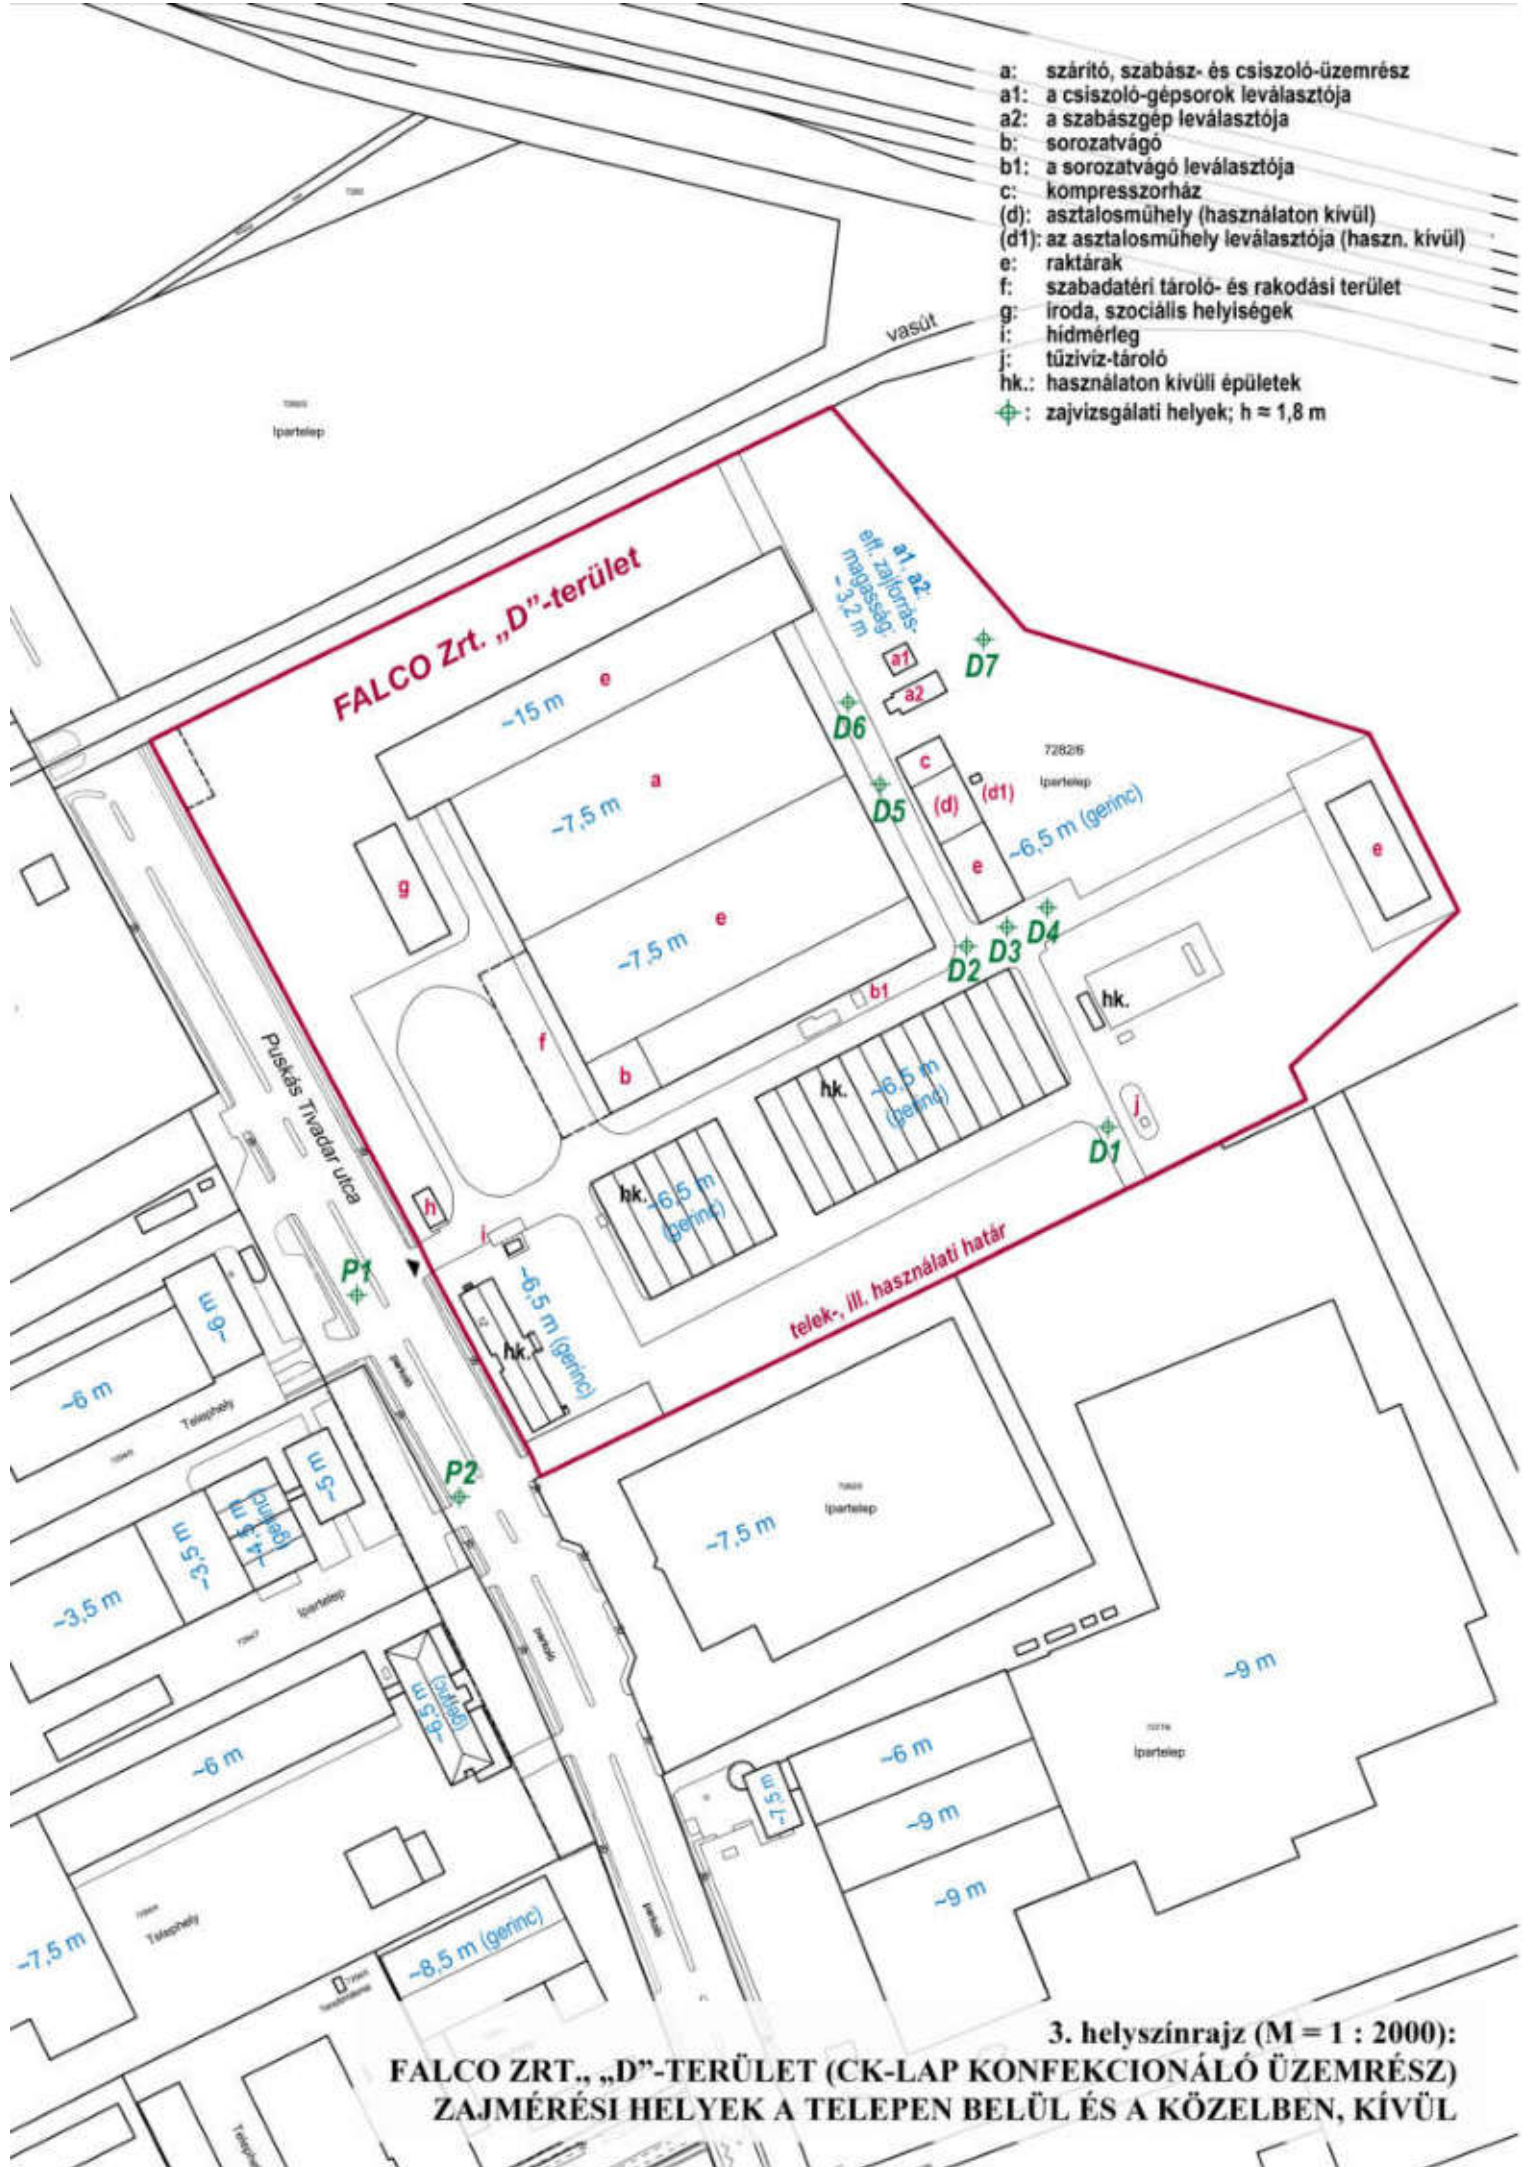 a: szárító, szabász- és csiszoló-üzemrész
a1: a csiszoló-gépsorok leválasztója
a2: a szabászgép leválasztója
b: sorozatvágó
b1: a sorozatvágó leválasztója
c: kompresszorház
(d): asztalosműhely (használaton kívül)
(d1): az asztalosműhely leválasztója (haszn. kívül)
e: raktárak
f: szabadatéri tároló- és rakodási terület
g: iroda, szociális helyiségek
i: hídmérleg
j: tűzivíz-tároló
hk.: használaton kívüli épületek
: zajvizsgálati helyek; h ≈ 1,8 m
vasút
Ipartelep
FALCO Zrt. „D”-terület
a1, a2:
eff. zajforrás-
magasság:
~ 3,2 m
a1
D7
a2
D6
e
~15 m
c
7282/6
Ipartelep
a
(d1)
D5
(d)
~7,5 m
~6,5 m (gerinc)
e
e
g
e
D4
D3
D2
~7,5 m
b1
hk.
f
Puskás Tivadar utca
b
hk.
~6,5 m
(gerinc)
j
D1
hk.
~6,5 m
(gerinc)
h
i
telek-, ill. használati határ
P1
~6 m
~6,5 m (gerinc)
12
hk.
parkoló
~6 m
Telephely
P2
~5 m
~4,5 m
(gerinc)
~3,5 m
~3,5 m
Ipartelep
~7,5 m
Ipartelep
parkoló
~6,5 m
(gerinc)
~9 m
~6 m
~6 m
Ipartelep
~7,5 m
~9 m
~9 m
Telephely
parkoló
~7,5 m
~8,5 m (gerinc)
3. helyszínrajz (M = 1 : 2000):
FALCO ZRT., „D”-TERÜLET (CK-LAP KONFEKCIONÁLÓ ÜZEMRÉSZ)
ZAJMÉRÉSI HELYEK A TELEPEN BELÜL ÉS A KÖZELBEN, KÍVÜL